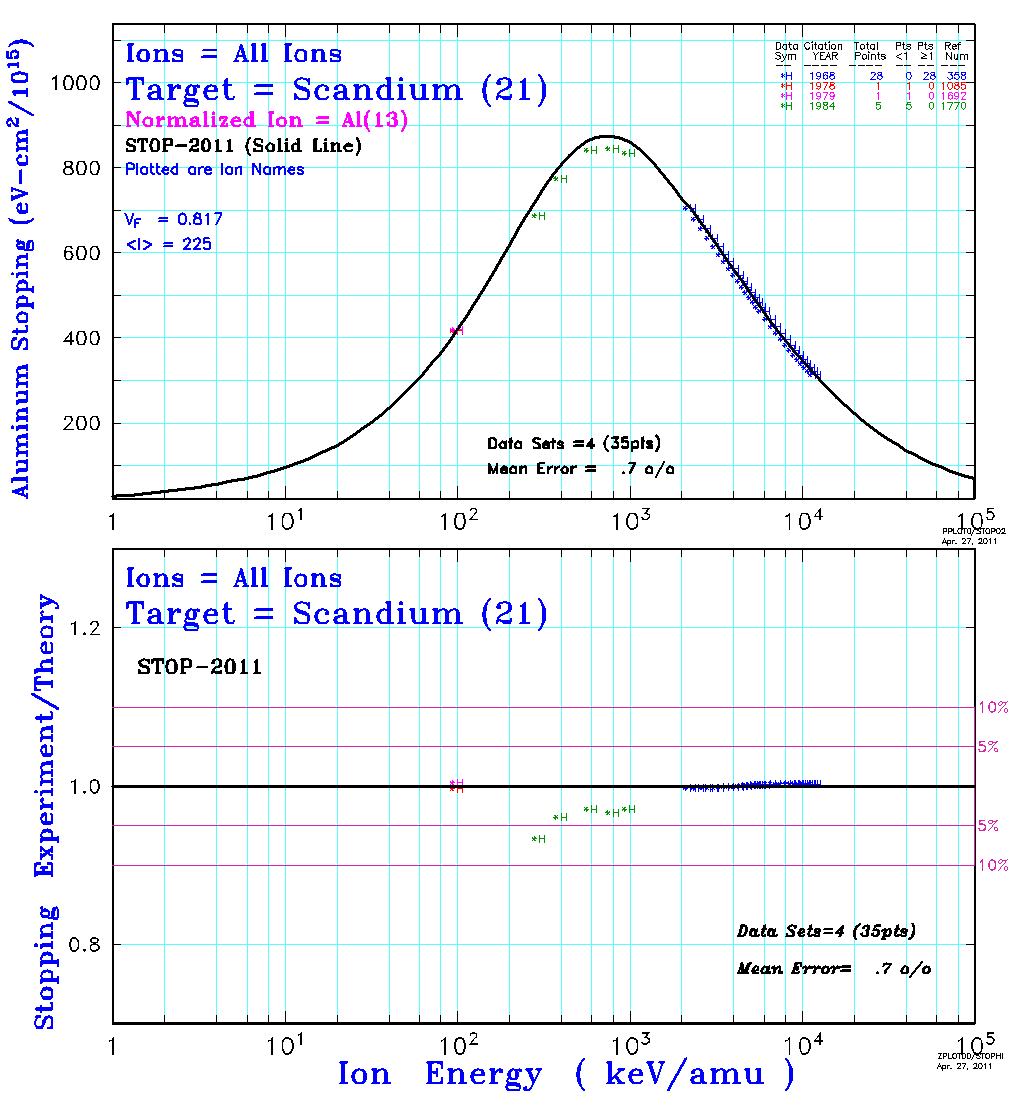 Ions = All Ions
Target = Scandium (21)
Normalized Ion = Al(13)
STOP-2011 (Solid Line)
Plotted are Ion Names
V_F = 0.817
<I> = 225
Data Citation Total Pts Pts Ref
Sym YEAR Points <1 ≥1 Num
*H 1968 28 0 28 358
*H 1978 1 1 0 1085
*H 1979 1 1 0 1692
*H 1984 5 5 0 1770
Aluminum Stopping (eV-cm²/10¹⁵)
1000
800
600
400
200
Data Sets =4 (35pts)
Mean Error = .7 o/o
1 10¹ 10² 10³ 10⁴ 10⁵
PPLOT0/STOP02
Apr. 27, 2011
Ions = All Ions
Target = Scandium (21)
STOP-2011
Stopping Experiment/Theory
1.2
1.0
0.8
10%
5%
5%
10%
Data Sets=4 (35pts)
Mean Error= .7 o/o
1 10¹ 10² 10³ 10⁴ 10⁵
ZPLOT0D/STOPHI
Apr. 27, 2011
Ion Energy ( keV/amu )